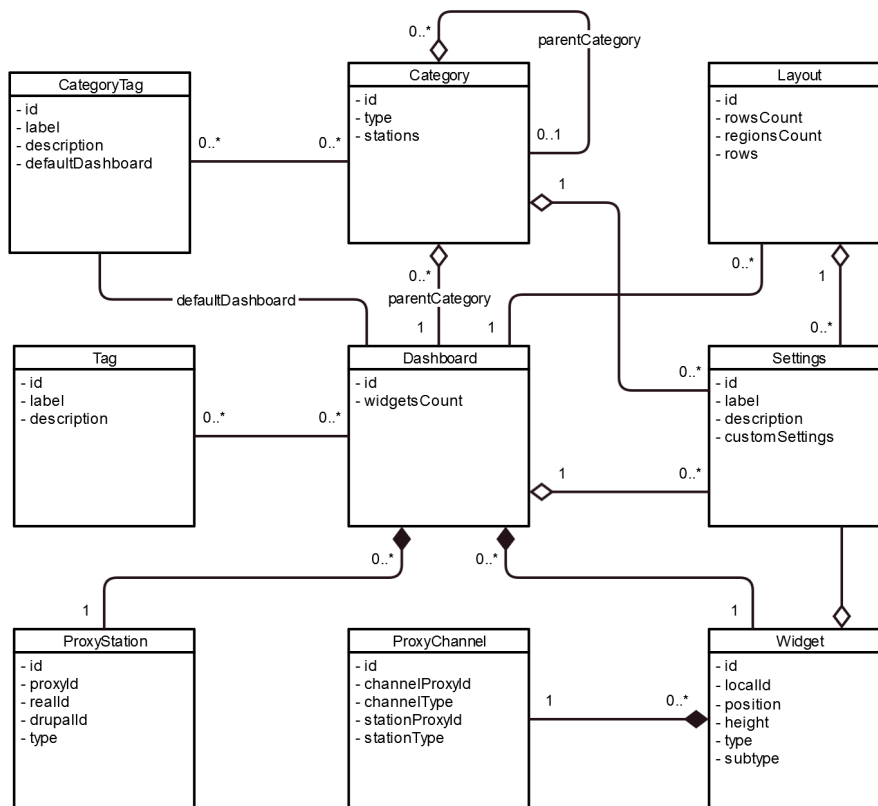 0..*
parentCategory
CategoryTag
- id
- label
- description
- defaultDashboard
Category
- id
- type
- stations
Layout
- id
- rowsCount
- regionsCount
- rows
0..*
0..*
0..1
1
0..*
parentCategory
1
defaultDashboard
0..*
1
1
0..*
Tag
- id
- label
- description
Dashboard
- id
- widgetsCount
Settings
- id
- label
- description
- customSettings
0..*
0..*
0..*
1
0..*
0..*
1
0..*
1
ProxyStation
- id
- proxyId
- realId
- drupalId
- type
ProxyChannel
- id
- channelProxyId
- channelType
- stationProxyId
- stationType
Widget
- id
- localId
- position
- height
- type
- subtype
1
0..*